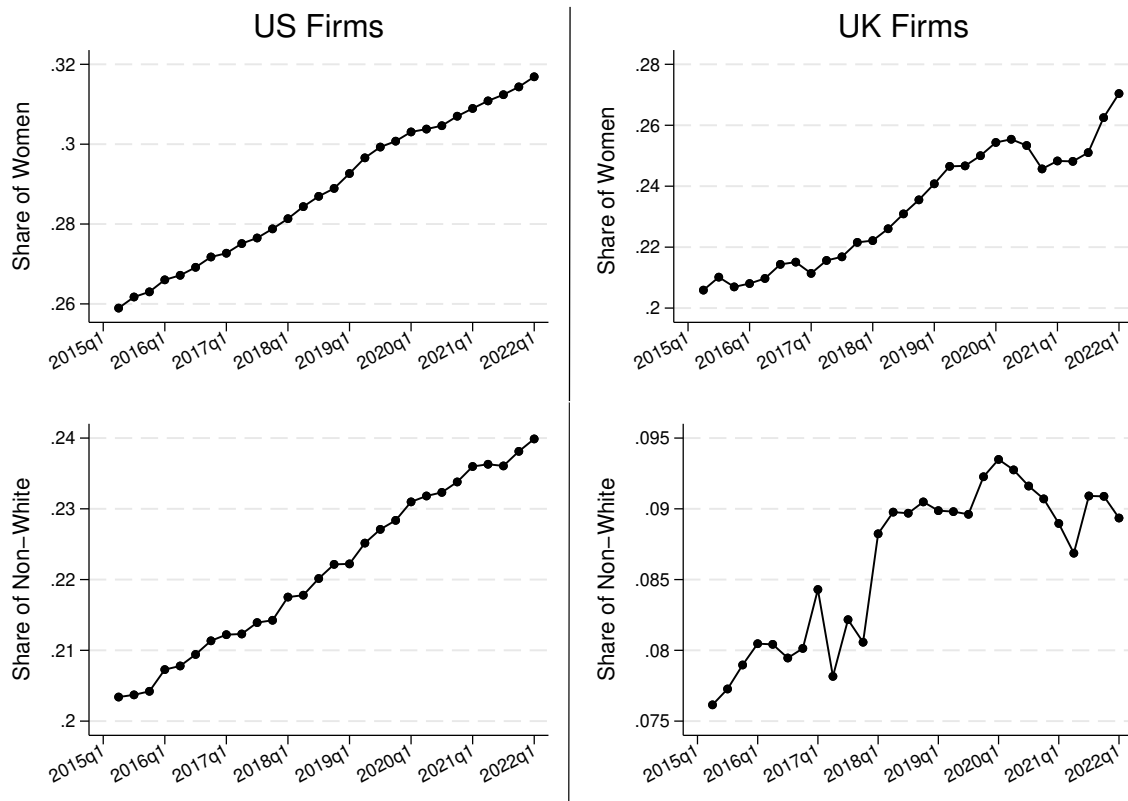 US Firms
Share of Women
.32
.3
.28
.26
2015q1
2016q1
2017q1
2018q1
2019q1
2020q1
2021q1
2022q1
UK Firms
Share of Women
.28
.26
.24
.22
.2
2015q1
2016q1
2017q1
2018q1
2019q1
2020q1
2021q1
2022q1
Share of Non−White
.24
.23
.22
.21
.2
2015q1
2016q1
2017q1
2018q1
2019q1
2020q1
2021q1
2022q1
Share of Non−White
.095
.09
.085
.08
.075
2015q1
2016q1
2017q1
2018q1
2019q1
2020q1
2021q1
2022q1